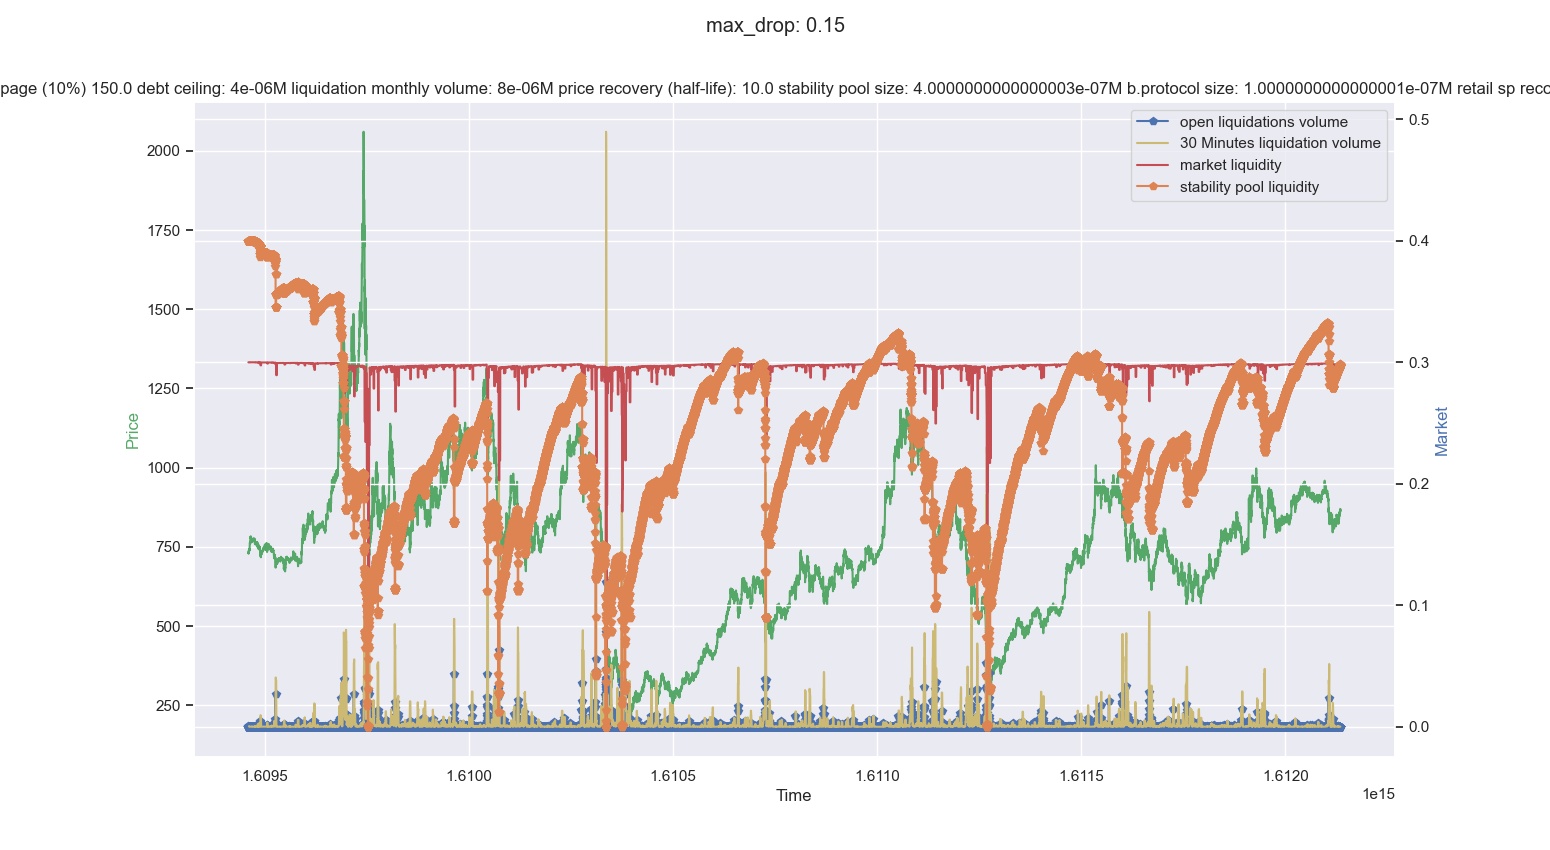 max_drop: 0.15
page (10%) 150.0 debt ceiling: 4e-06M liquidation monthly volume: 8e-06M price recovery (half-life): 10.0 stability pool size: 4.0000000000000003e-07M b.protocol size: 1.0000000000000001e-07M retail sp reco
open liquidations volume
30 Minutes liquidation volume
market liquidity
stability pool liquidity
2000
1750
1500
1250
1000
750
500
250
Price
0.5
0.4
0.3
0.2
0.1
0.0
Market
1.6095 1.6100 1.6105 1.6110 1.6115 1.6120
Time
1e15